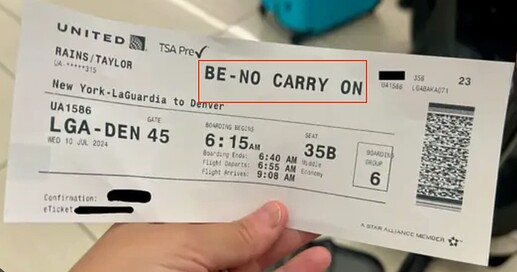 UNITED
TSA Pre✓
RAINS/TAYLOR
UA-*****315
BE-NO CARRY ON
35B
23
UA1586
LGABAKA071
New York-LaGuardia to Denver
UA1586
GATE
BOARDING BEGINS
SEAT
BOARDING
LGA-DEN 45
6:15AM
35B
GROUP
6
WED 10 JUL 2024
Boarding Ends: 6:40 AM
Middle
Flight Departs: 6:55 AM
Economy
Flight Arrives: 9:08 AM
Confirmation:
eTicket
A STAR ALLIANCE MEMBER